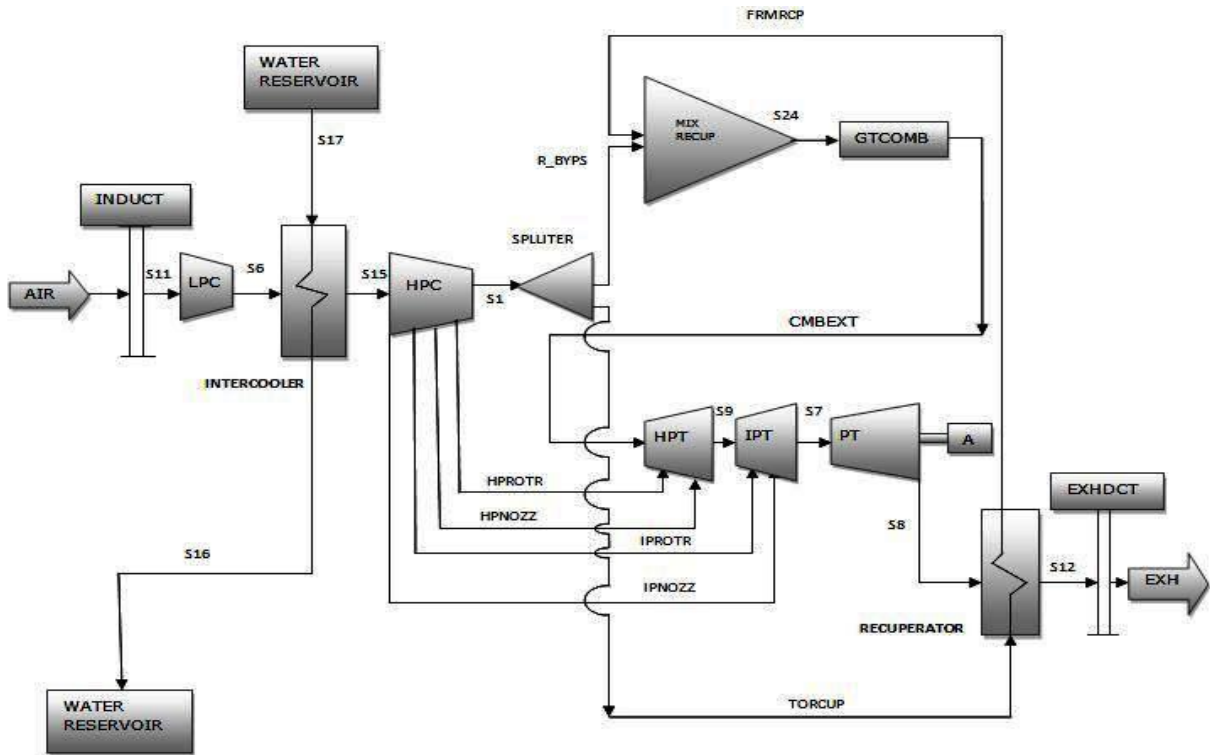 FRMRCP
WATER
RESERVOIR
S17
MIX
RECUP
S24
GTCOMB
R_BYPS
INDUCT
SPLLITER
S11
LPC
S6
S15
HPC
S1
AIR
CMBEXT
INTERCOOLER
HPT
S9
IPT
S7
PT
A
HPROTR
EXHDCT
HPNOZZ
S8
S16
IPROTR
S12
EXH
IPNOZZ
RECUPERATOR
WATER
RESERVOIR
TORCUP